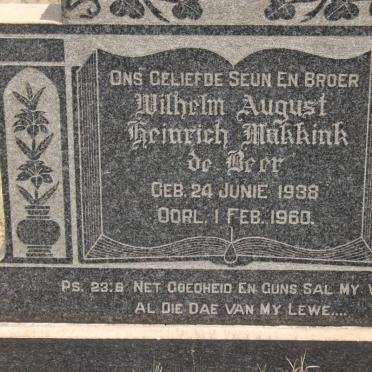 ONS GELIEFDE SEUN EN BROER
Wilhelm August
Heinrich Mukkink
de Beer
GEB. 24 JUNIE 1938
OORL. 1 FEB. 1960.
PS. 23:6 NET GOEDHEID EN GUNS SAL MY
AL DIE DAE VAN MY LEWE....